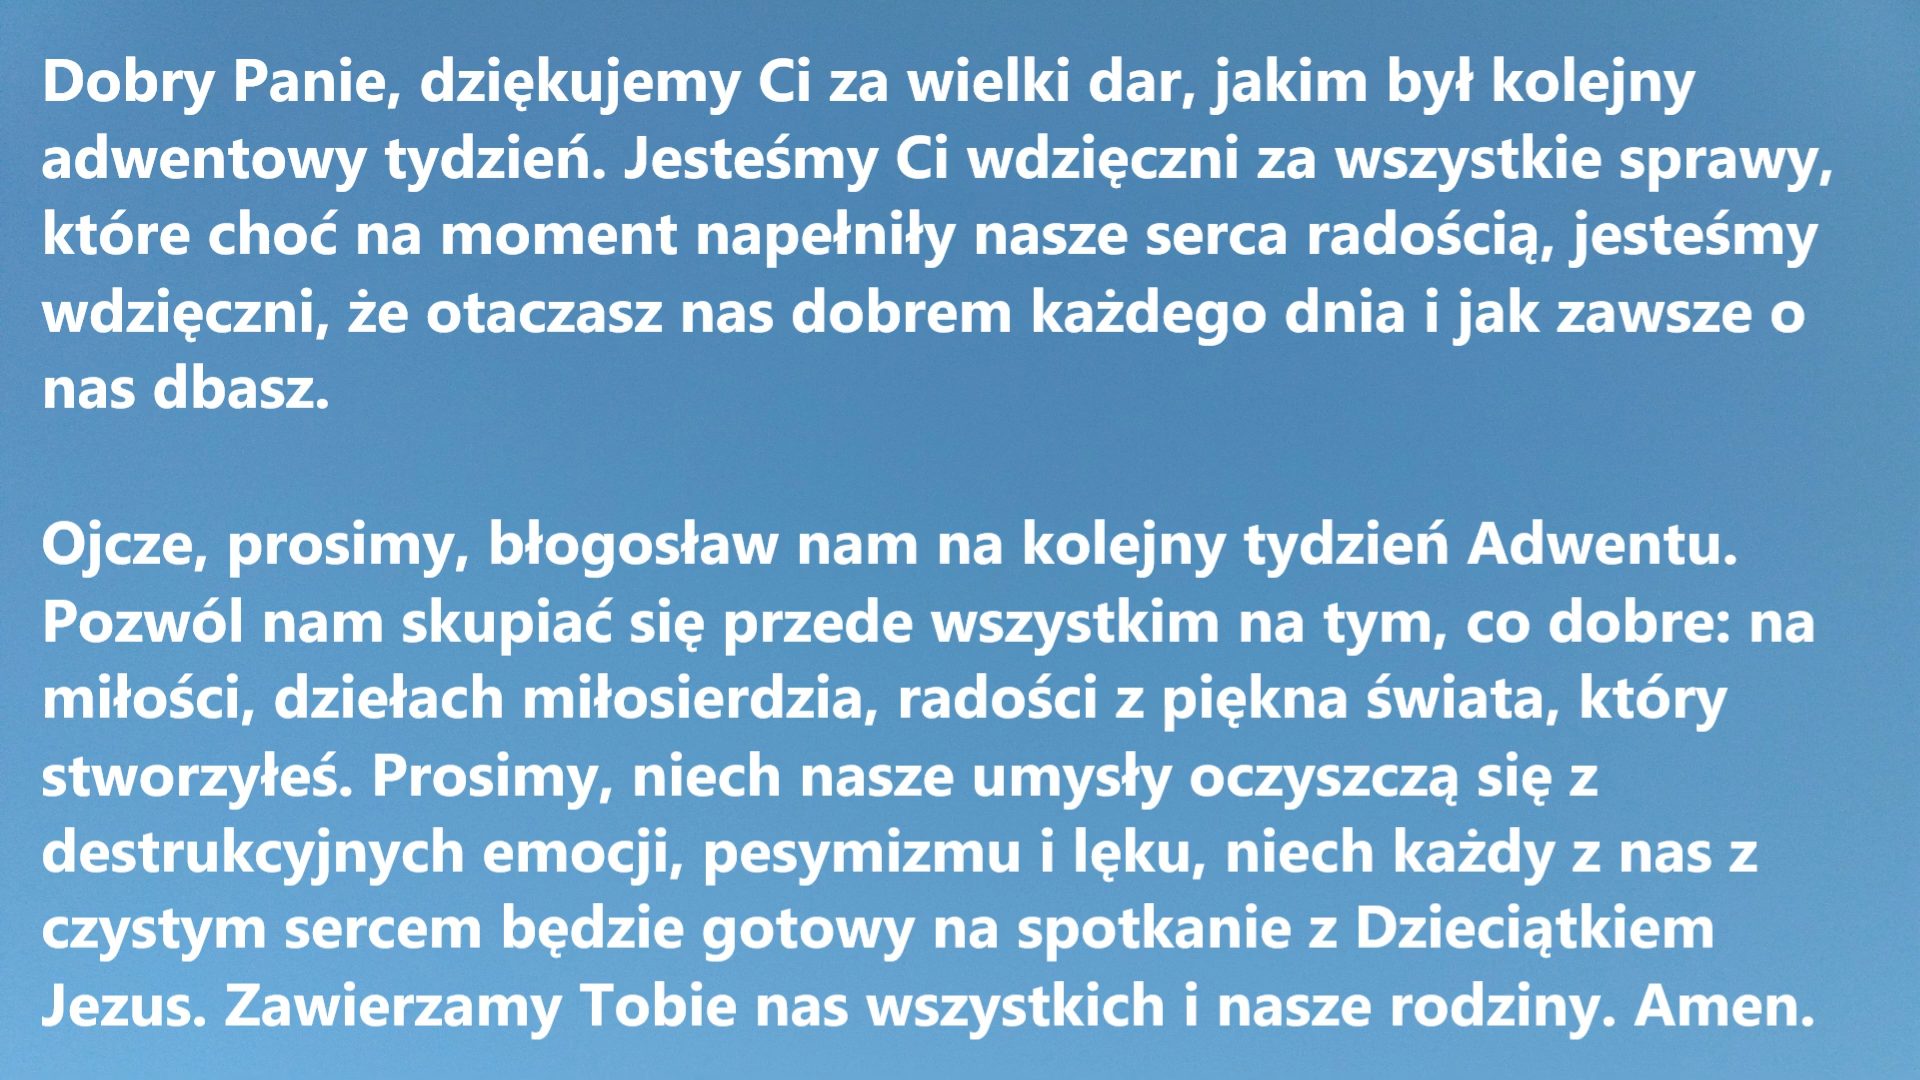 Dobry Panie, dziękujemy Ci za wielki dar, jakim był kolejny
adwentowy tydzień. Jesteśmy Ci wdzięczni za wszystkie sprawy,
które choć na moment napełniły nasze serca radością, jesteśmy
wdzięczni, że otaczasz nas dobrem każdego dnia i jak zawsze o
nas dbasz.
Ojcze, prosimy, błogosław nam na kolejny tydzień Adwentu.
Pozwól nam skupiać się przede wszystkim na tym, co dobre: na
miłości, dziełach miłosierdzia, radości z piękna świata, który
stworzyłeś. Prosimy, niech nasze umysły oczyszczą się z
destrukcyjnych emocji, pesymizmu i lęku, niech każdy z nas z
czystym sercem będzie gotowy na spotkanie z Dzieciątkiem
Jezus. Zawierzamy Tobie nas wszystkich i nasze rodziny. Amen.